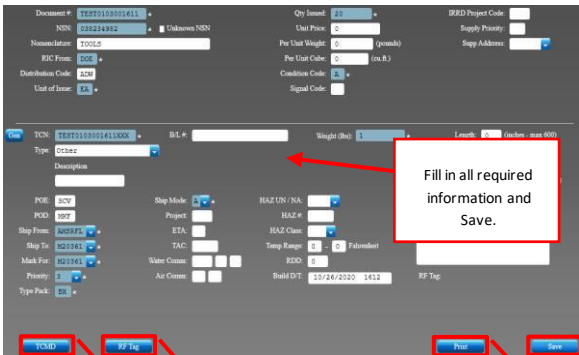 Document #: TEST0103001611 * Qty Issued: 20 * IRRD Project Code:
NSN: 038234982 * Unknown NSN Unit Price: 0 Supply Priority:
Nomenclature: TOOLS Per Unit Weight: 0 (pounds) Supp Address:
RIC From: DOE * Per Unit Cube: 0 (cu.ft.)
Distribution Code: ADW Condition Code: A *
Unit of Issue: EA * Signal Code:
Gen TCN: TEST0103001611XXX * B/L #: Weight (lbs): 1 * Length: 0 (inches - max 600)
Type: Other
Description
Fill in all required
information and
Save.
POE: SCV Ship Mode: A * HAZ UN / NA:
POD: Project: HAZ #:
Ship From: * ETA: HAZ Class:
Ship To: M20361 * TAC: Temp Range: 0 - 0 Fahrenheit
Mark For: M20361 * Water Comm: RDD:
Priority: 3 * Air Comm: Build D/T: 10/26/2020 1612 RF Tag:
Type Pack: *
TCMD RF Tag Print Save